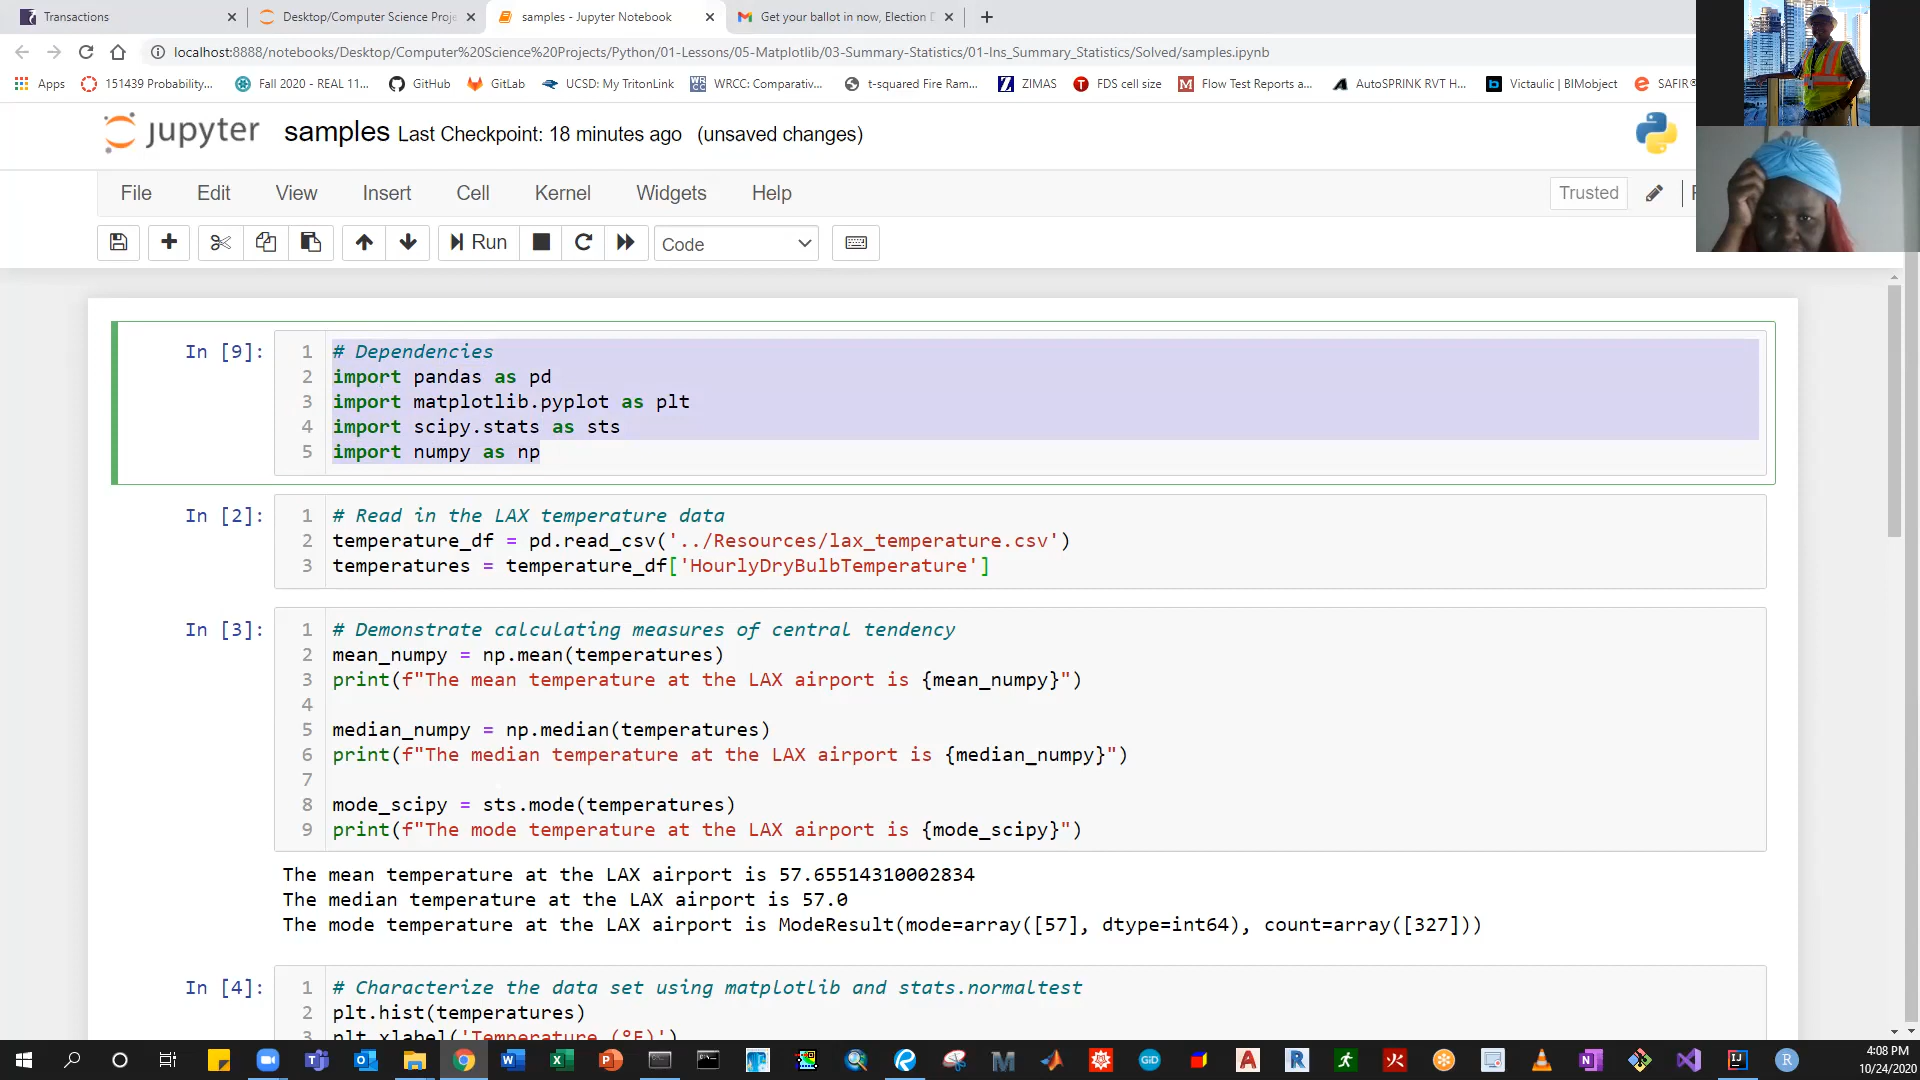 Transactions
Desktop/Computer Science Proje
samples - Jupyter Notebook
Get your ballot in now, Election D
localhost:8888/notebooks/Desktop/Computer%20Science%20Projects/Python/01-Lessons/05-Matplotlib/03-Summary-Statistics/01-Ins_Summary_Statistics/Solved/samples.ipynb
Apps
151439 Probability...
Fall 2020 - REAL 11...
GitHub
GitLab
UCSD: My TritonLink
WRCC: Comparativ...
t-squared Fire Ram...
ZIMAS
FDS cell size
Flow Test Reports a...
AutoSPRINK RVT H...
Victaulic | BIMobject
SAFIR®
jupyter samples Last Checkpoint: 18 minutes ago (unsaved changes)
File Edit View Insert Cell Kernel Widgets Help
Trusted
Run
Code
In [9]:
1 # Dependencies
2 import pandas as pd
3 import matplotlib.pyplot as plt
4 import scipy.stats as sts
5 import numpy as np
In [2]:
1 # Read in the LAX temperature data
2 temperature_df = pd.read_csv('../Resources/lax_temperature.csv')
3 temperatures = temperature_df['HourlyDryBulbTemperature']
In [3]:
1 # Demonstrate calculating measures of central tendency
2 mean_numpy = np.mean(temperatures)
3 print(f"The mean temperature at the LAX airport is {mean_numpy}")
4
5 median_numpy = np.median(temperatures)
6 print(f"The median temperature at the LAX airport is {median_numpy}")
7
8 mode_scipy = sts.mode(temperatures)
9 print(f"The mode temperature at the LAX airport is {mode_scipy}")
The mean temperature at the LAX airport is 57.65514310002834
The median temperature at the LAX airport is 57.0
The mode temperature at the LAX airport is ModeResult(mode=array([57], dtype=int64), count=array([327]))
In [4]:
1 # Characterize the data set using matplotlib and stats.normaltest
2 plt.hist(temperatures)
3 plt.xlabel('Temperature (°F)')
4:08 PM
10/24/2020